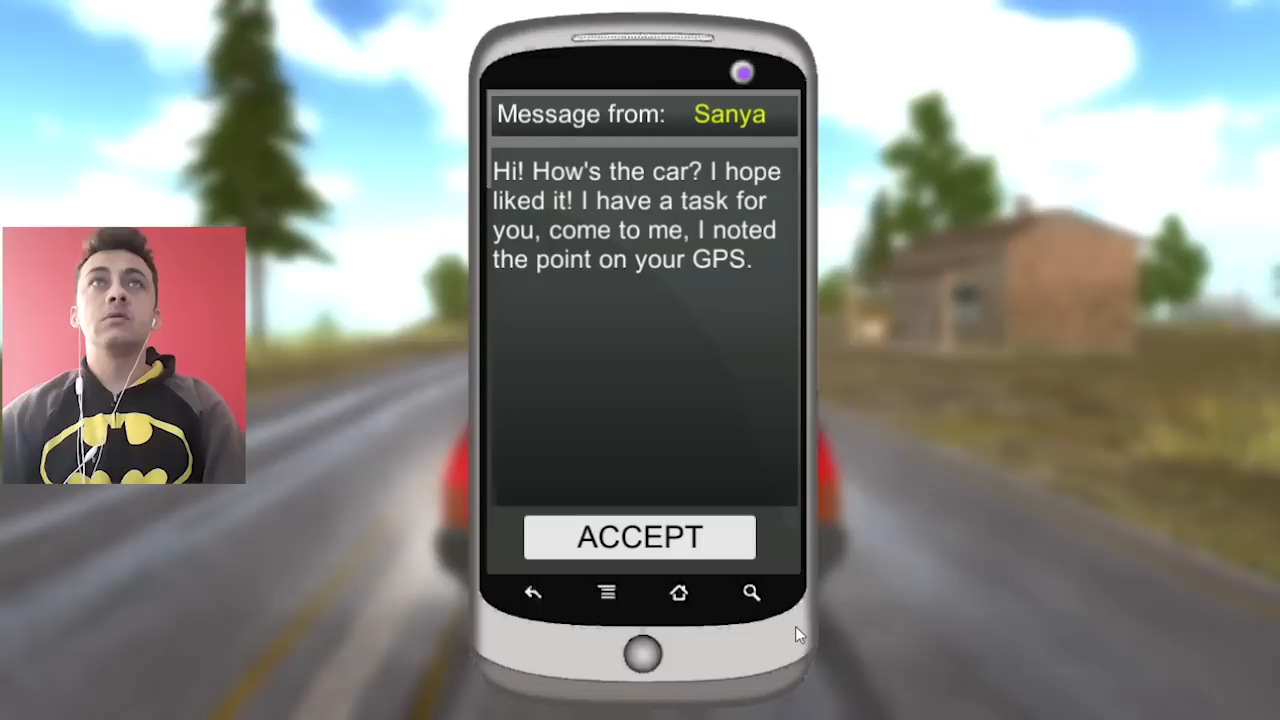 Message from: Sanya
Hi! How's the car? I hope
liked it! I have a task for
you, come to me, I noted
the point on your GPS.
ACCEPT